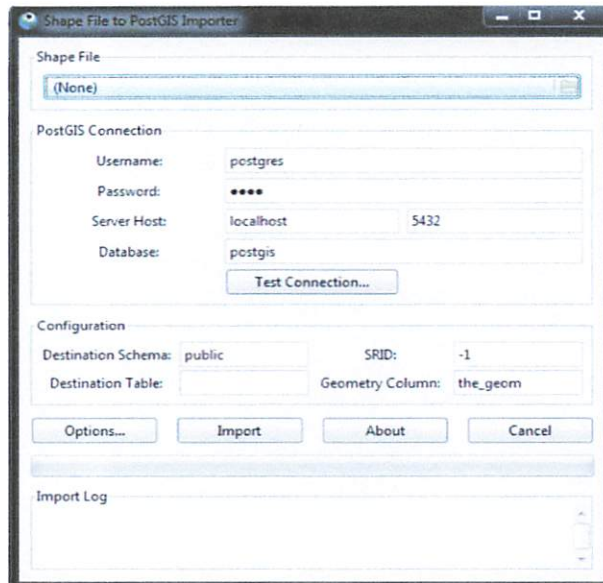 Shape File to PostGIS Importer
Shape File
(None)
PostGIS Connection
Username: postgres
Password: ••••
Server Host: localhost 5432
Database: postgis
Test Connection...
Configuration
Destination Schema: public SRID: -1
Destination Table: Geometry Column: the_geom
Options... Import About Cancel
Import Log